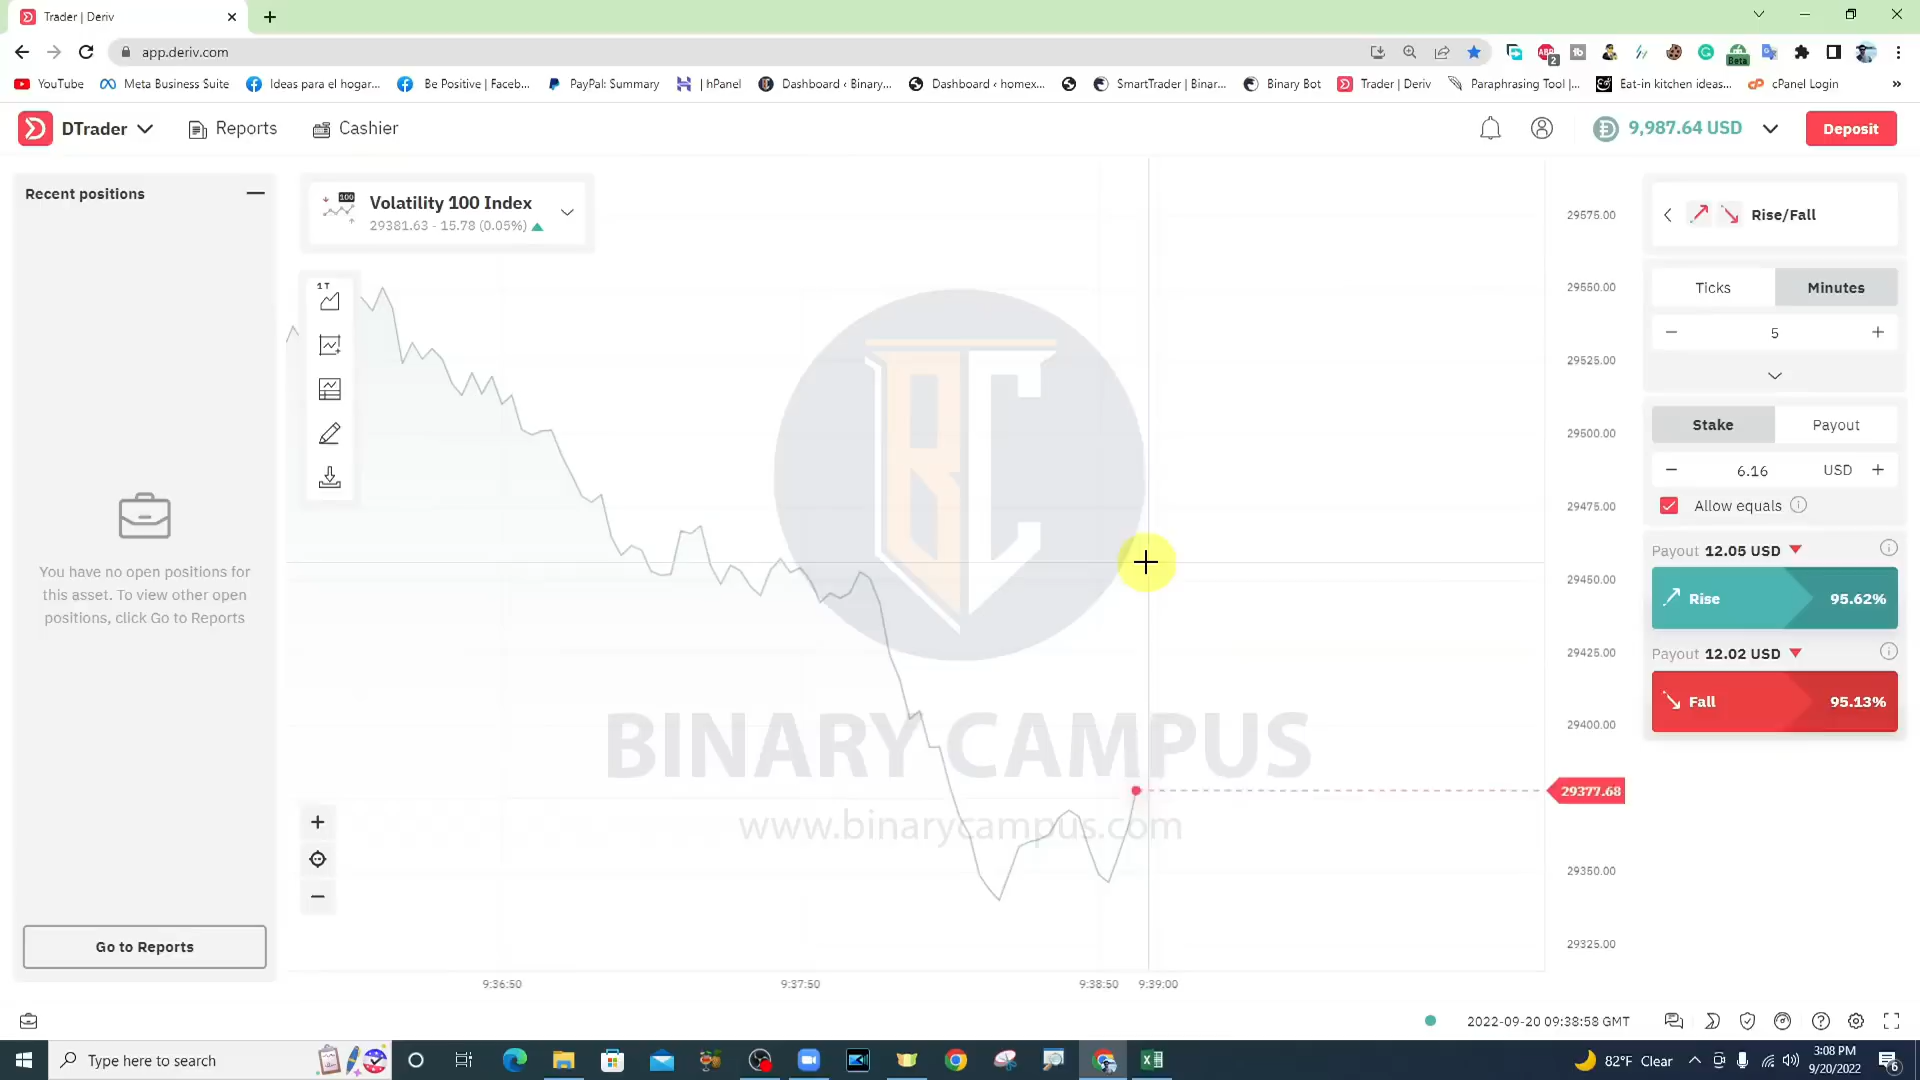 Trader | Deriv
app.deriv.com
YouTube
Meta Business Suite
Ideas para el hogar...
Be Positive | Faceb...
PayPal: Summary
| hPanel
Dashboard ‹ Binary...
Dashboard ‹ homex...
SmartTrader | Binar...
Binary Bot
Trader | Deriv
Paraphrasing Tool |...
Eat-in kitchen ideas...
cPanel Login
»
ABP
2
Beta
DTrader
Reports
Cashier
9,987.64 USD
Deposit
Recent positions
You have no open positions for
this asset. To view other open
positions, click Go to Reports
Go to Reports
100
Volatility 100 Index
29381.63 - 15.78 (0.05%)
1T
BC
BINARY CAMPUS
www.binarycampus.com
29575.00
29550.00
29525.00
29500.00
29475.00
29450.00
29425.00
29400.00
29377.68
29350.00
29325.00
9:36:50
9:37:50
9:38:50
9:39:00
Rise/Fall
Ticks
Minutes
5
Stake
Payout
6.16
USD
Allow equals
Payout 12.05 USD
Rise
95.62%
Payout 12.02 USD
Fall
95.13%
2022-09-20 09:38:58 GMT
Type here to search
82°F Clear
3:08 PM
9/20/2022
6